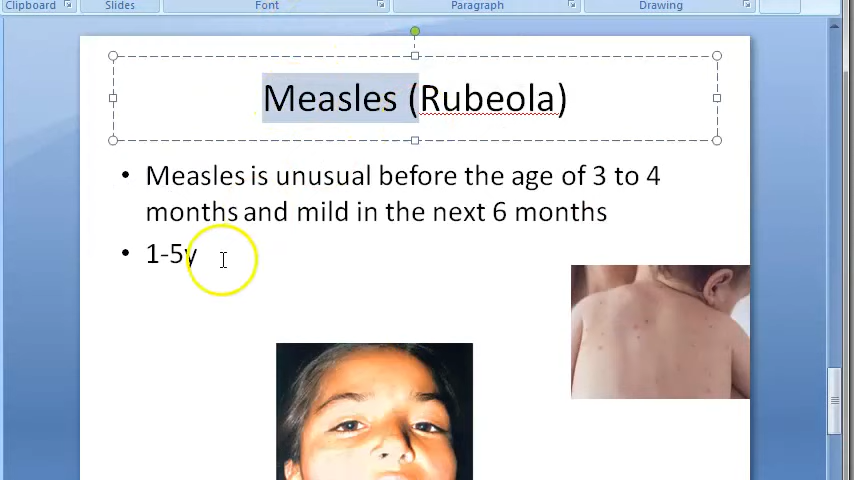 Clipboard Slides Font Paragraph Drawing
Measles (Rubeola)
• Measles is unusual before the age of 3 to 4
months and mild in the next 6 months
• 1-5y